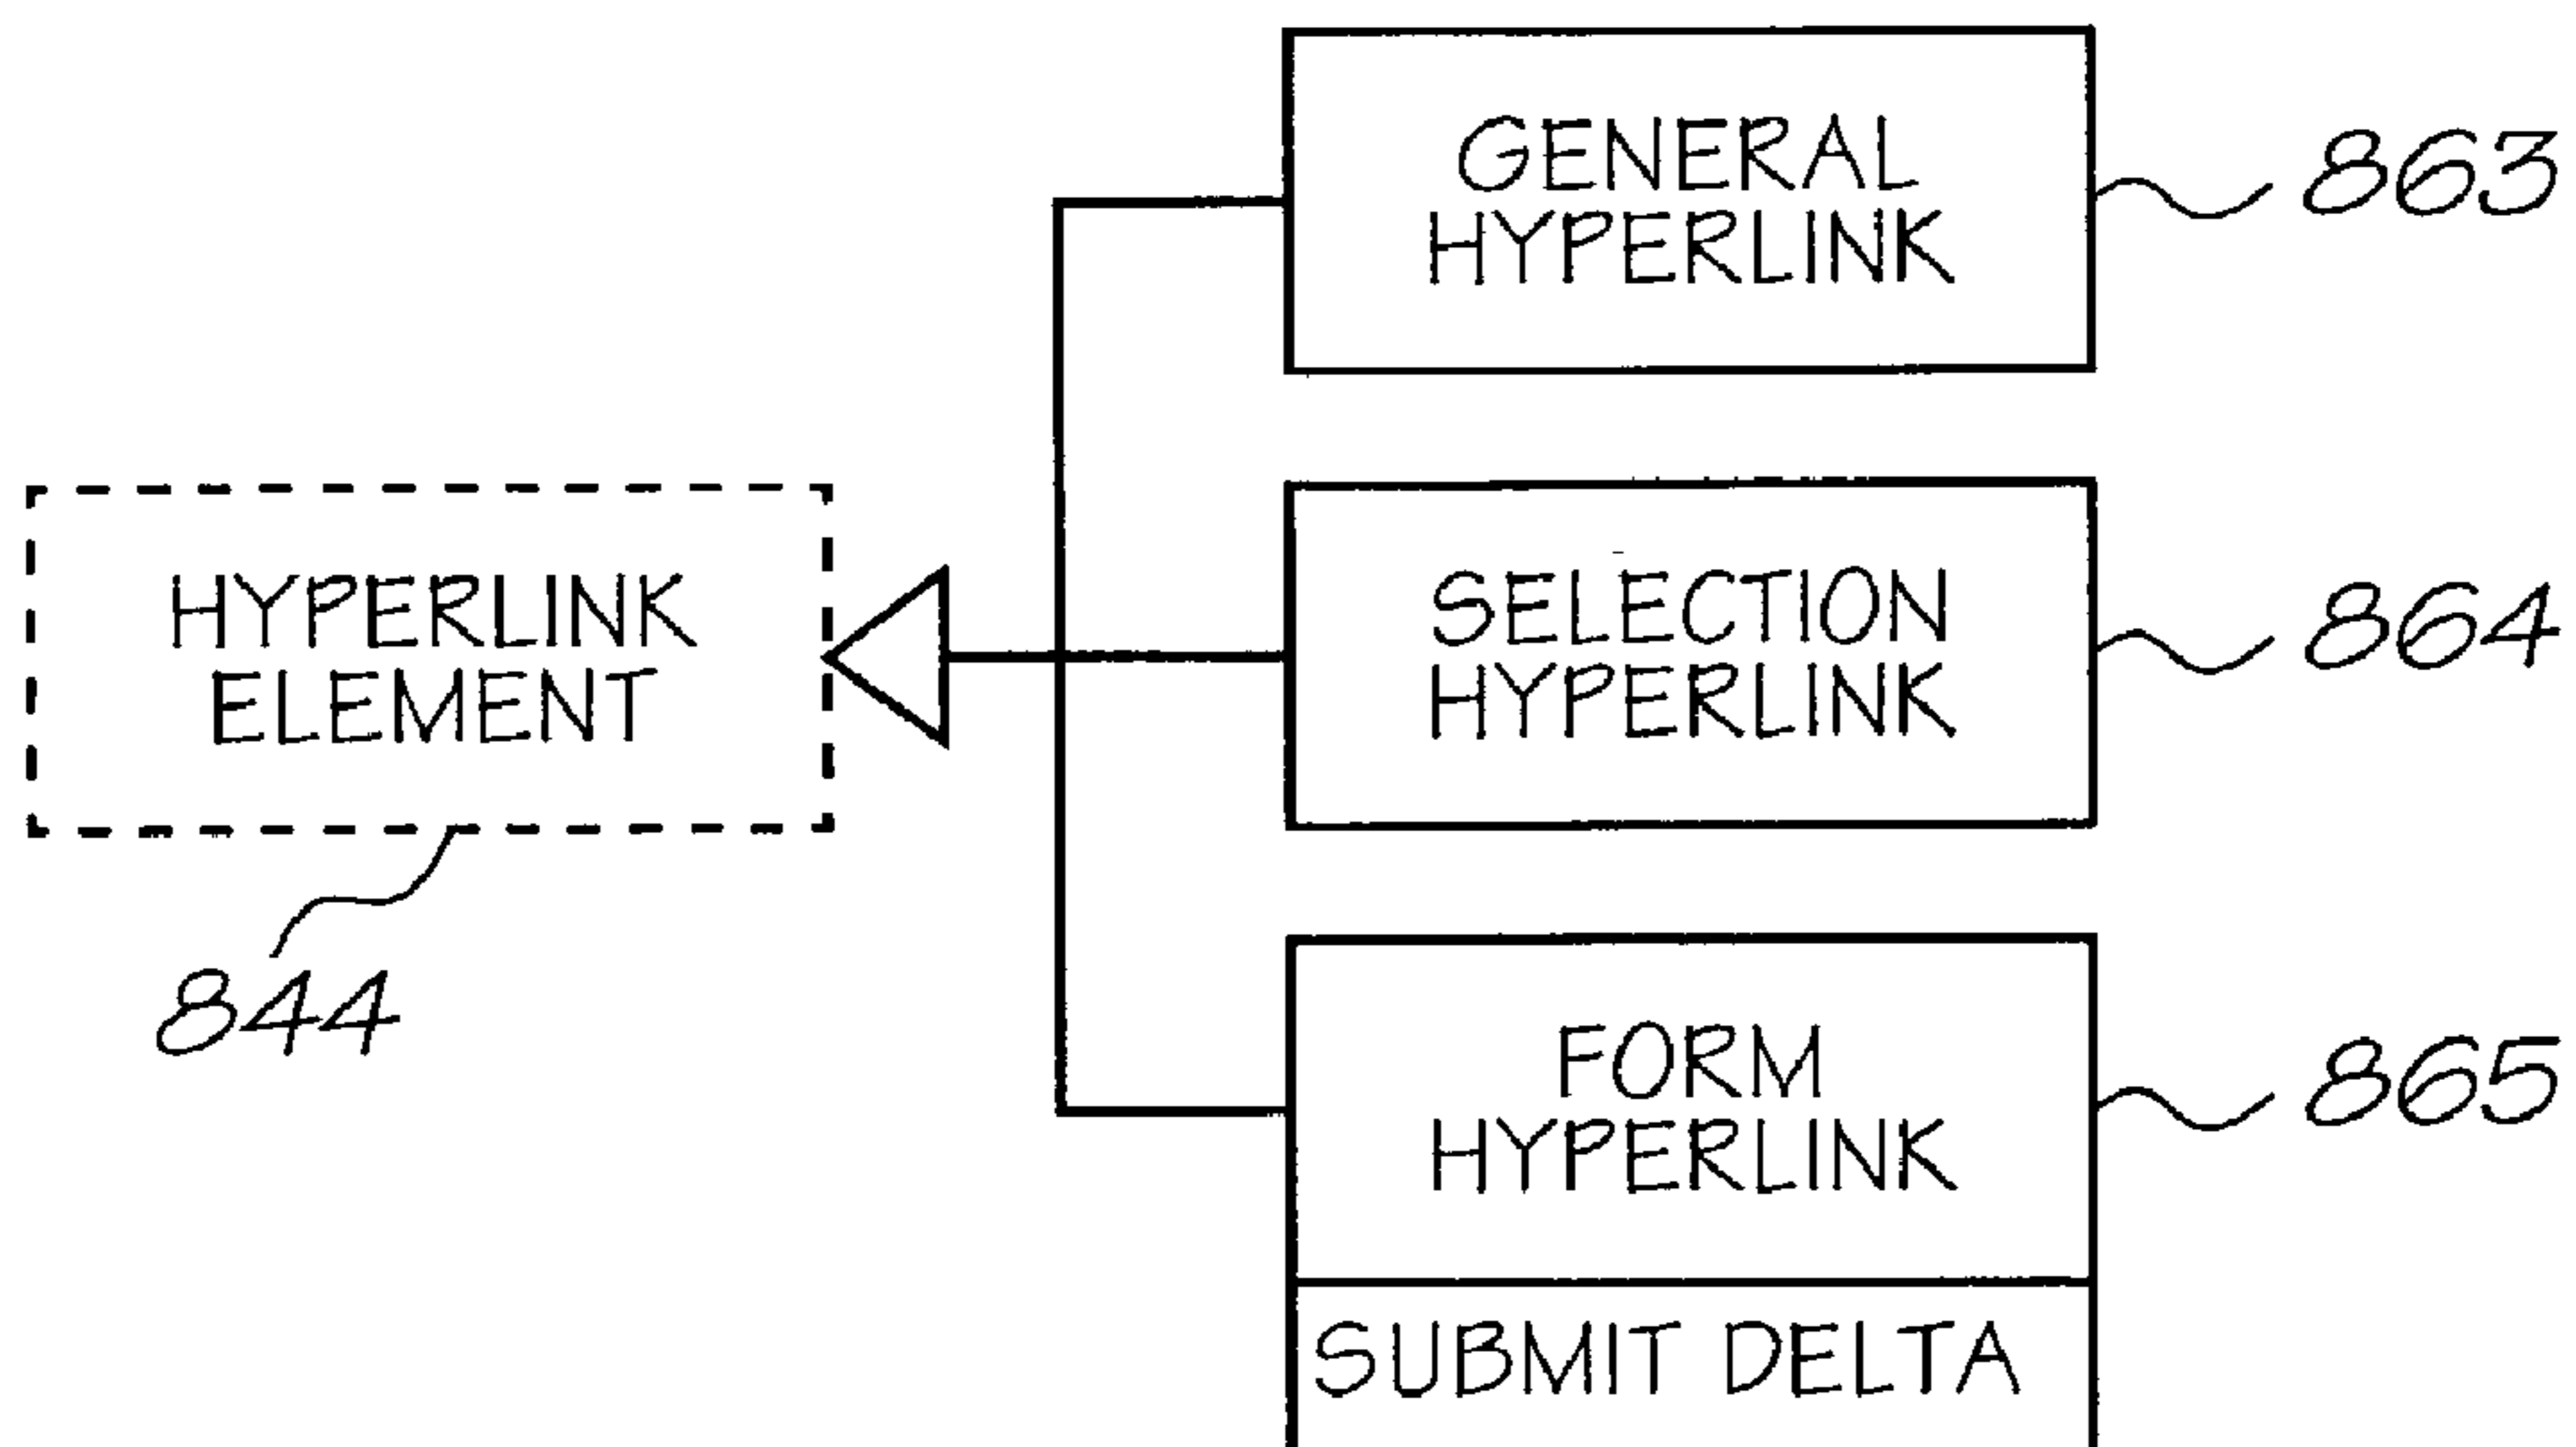 GENERAL
HYPERLINK
863
HYPERLINK
ELEMENT
844
SELECTION
HYPERLINK
864
FORM
HYPERLINK
865
SUBMIT DELTA